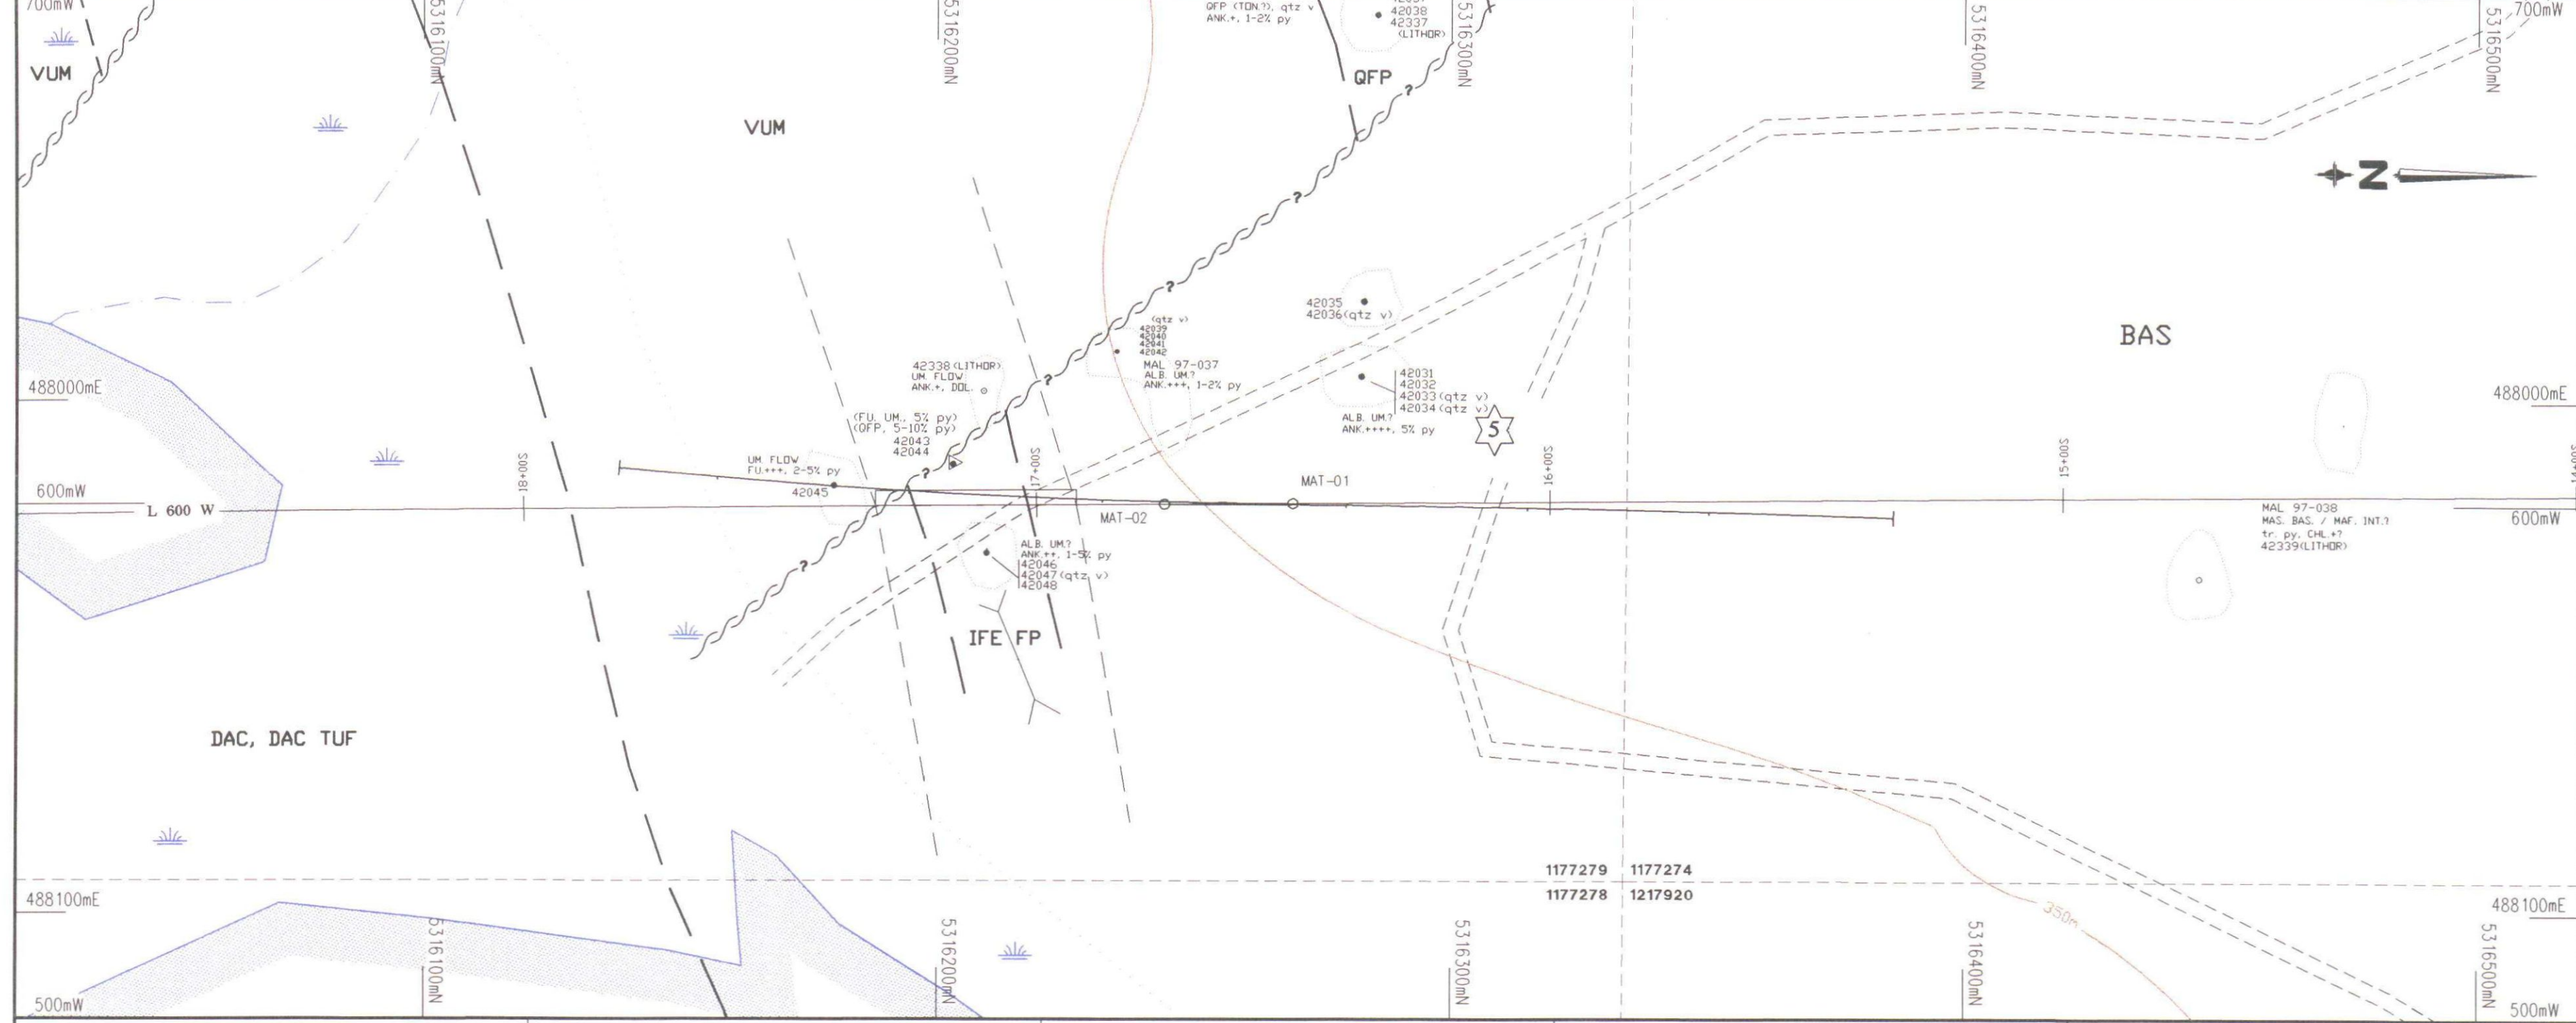 700mW
5316100mN
5316200mN
QFP (TON.?), qtz v
ANK.+, 1-2% py
42038
42337
(LITHOR)
5316300mN
5316400mN
5316500mN
700mW
VUM
QFP
VUM
N
42035
42036(qtz v)
BAS
(qtz v)
42039
42040
42041
42042
MAL 97-037
ALB. UM.?
ANK.+++, 1-2% py
42338(LITHOR)
UM. FLOW
ANK.+, DOL.
488000mE
42031
42032
42033(qtz v)
42034(qtz v)
ALB. UM.?
ANK.++++, 5% py
5
488000mE
(FU. UM., 5% py)
(QFP, 5-10% py)
42043
42044
UM. FLOW
FU.+++, 2-5% py
42045
18+00S
17+00S
16+00S
15+00S
600mW
L 600 W
MAT-01
MAT-02
MAL 97-038
MAS. BAS. / MAF. INT.?
tr. py, CHL.+?
42339(LITHOR)
600mW
ALB. UM.?
ANK.++, 1-5% py
42046
42047(qtz v)
42048
IFE FP
DAC, DAC TUF
1177279 1177274
1177278 1217920
488100mE
350m
488100mE
5316100mN
5316200mN
5316300mN
5316400mN
5316500mN
500mW
500mW
? ? ? ? ? ? ?